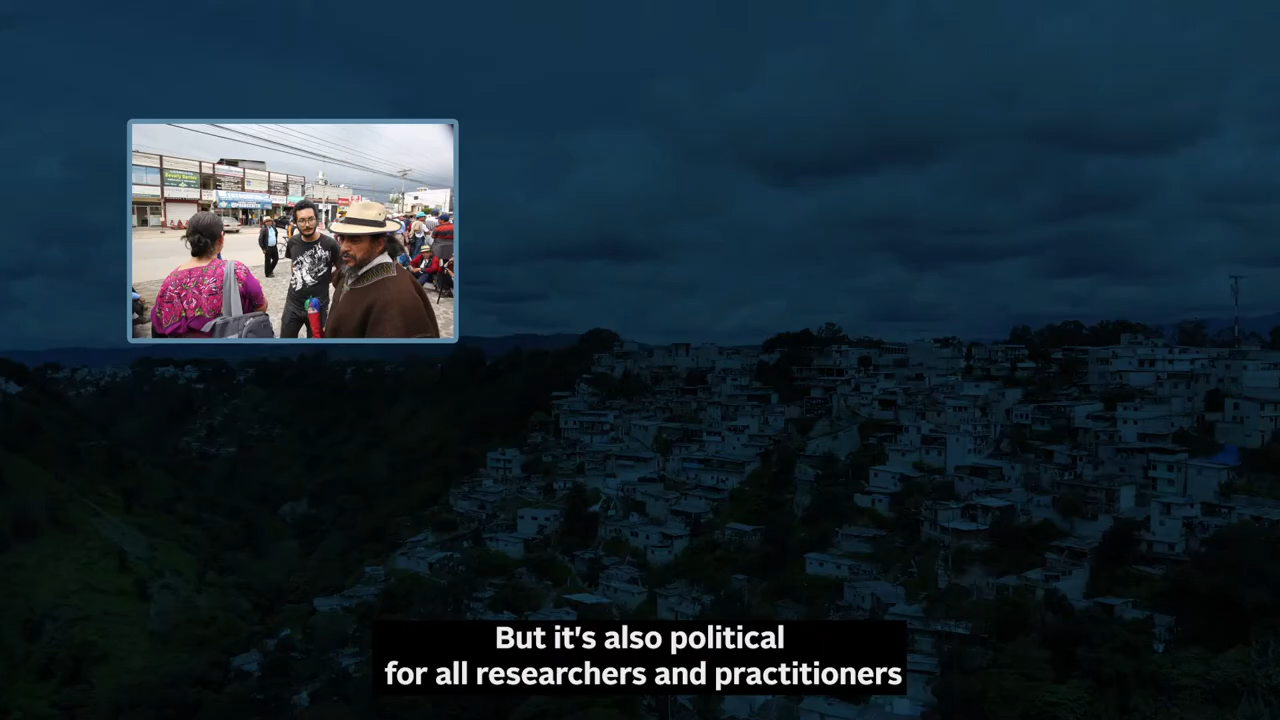 But it's also political
for all researchers and practitioners